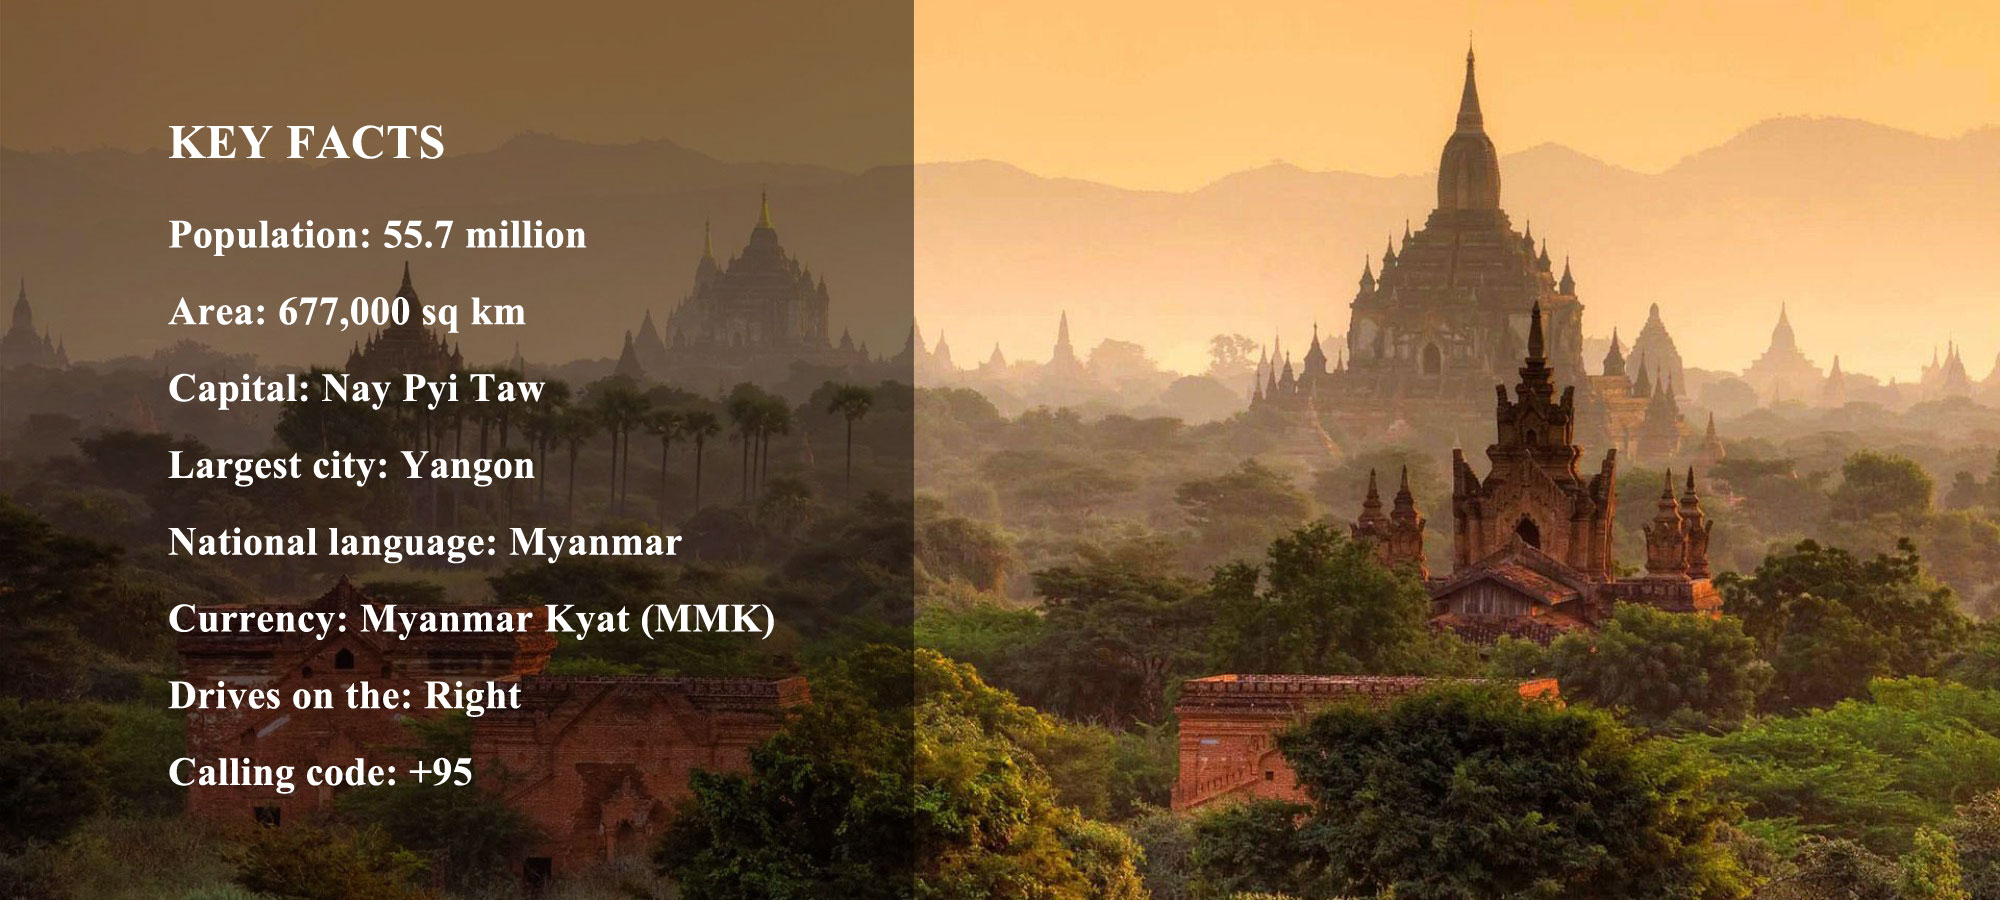 KEY FACTS
Population: 55.7 million
Area: 677,000 sq km
Capital: Nay Pyi Taw
Largest city: Yangon
National language: Myanmar
Currency: Myanmar Kyat (MMK)
Drives on the: Right
Calling code: +95